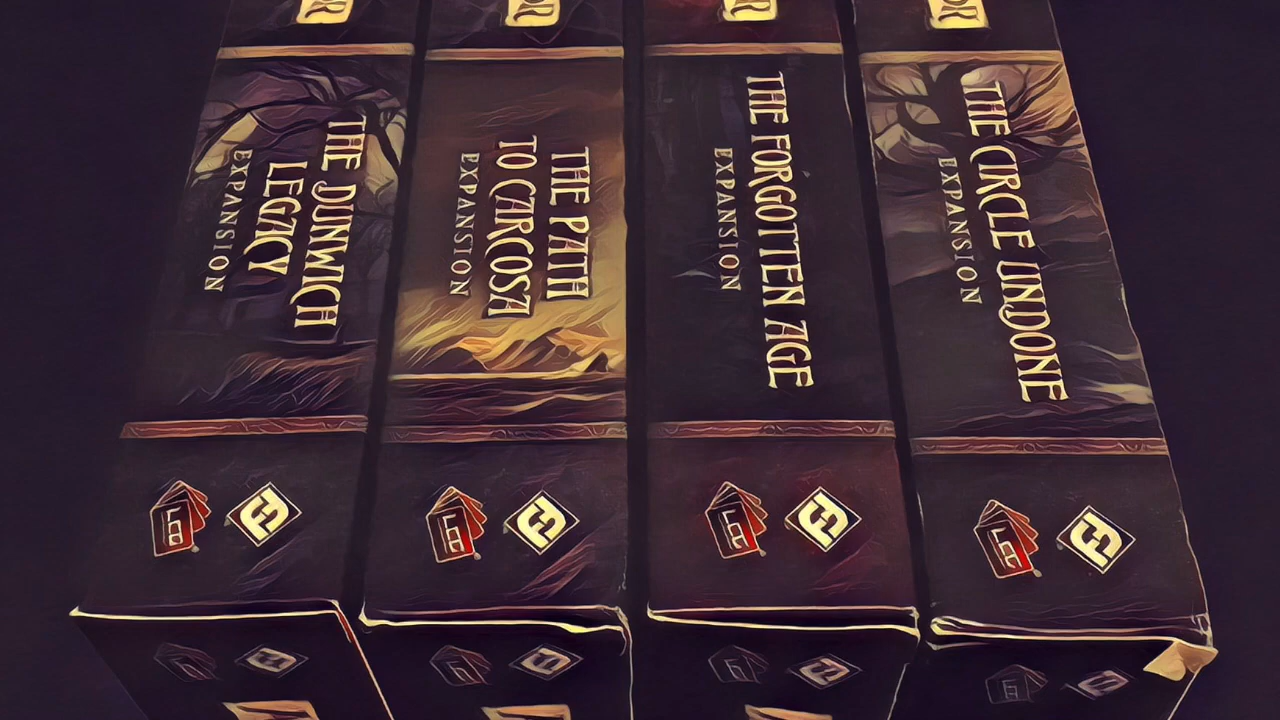 THE DUNWICH
LEGACY
EXPANSION
THE PATH
TO CARCOSA
EXPANSION
THE FORGOTTEN AGE
EXPANSION
THE CIRCLE UNDONE
EXPANSION